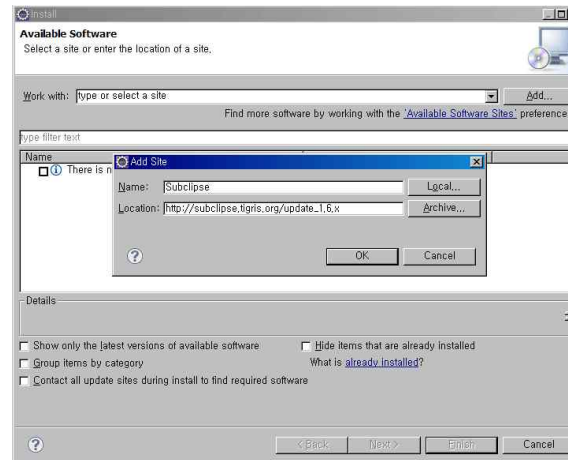 Install
Available Software
Select a site or enter the location of a site.
Work with: type or select a site Add...
Find more software by working with the 'Available Software Sites' preference
type filter text
Name
There is n
Add Site
Name: Subclipse Local...
Location: http://subclipse.tigris.org/update_1.6.x Archive...
OK Cancel
Details
Show only the latest versions of available software Hide items that are already installed
Group items by category What is already installed?
Contact all update sites during install to find required software
< Back Next > Finish Cancel